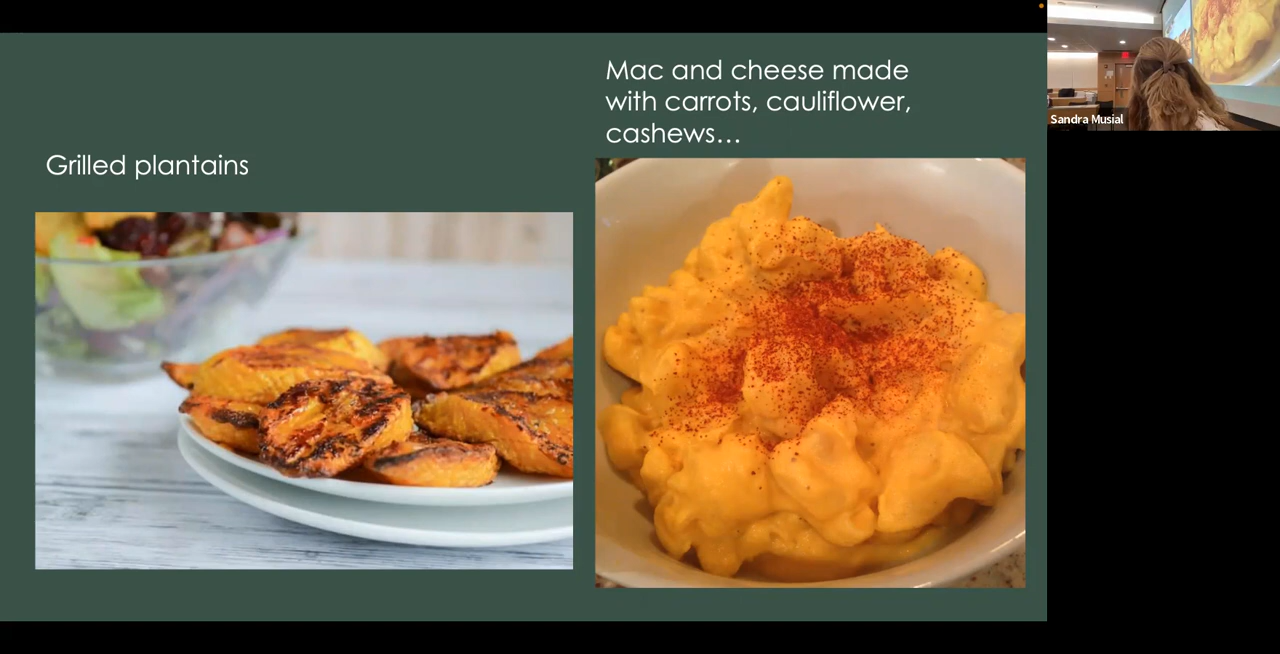 Grilled plantains
Mac and cheese made
with carrots, cauliflower,
cashews…
Sandra Musial